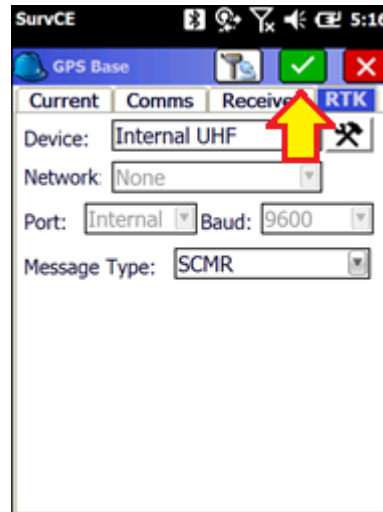 SurvCE 5:16
GPS Base
Current Comms Receiver RTK
Device: Internal UHF
Network: None
Port: Internal Baud: 9600
Message Type: SCMR